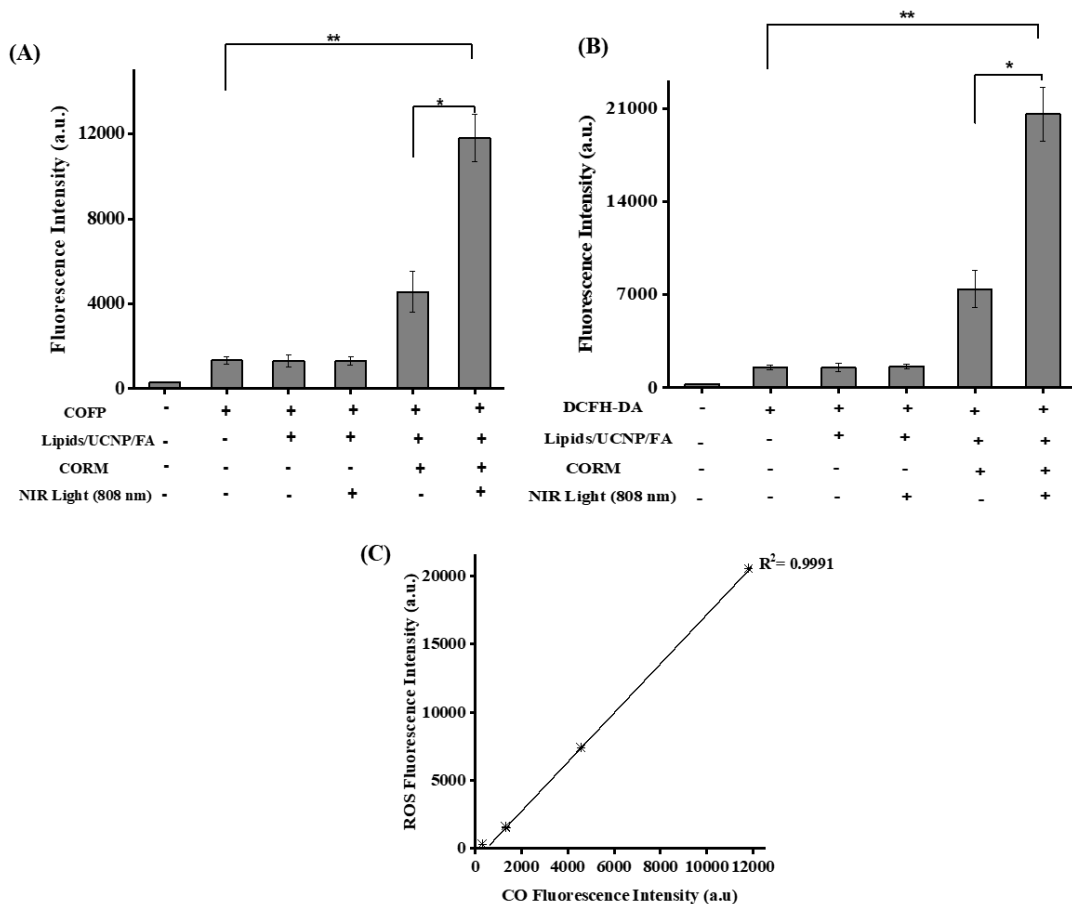 (A)
**
*
Fluorescence Intensity (a.u.)
12000
8000
4000
0
COFP - + + + + +
Lipids/UCNP/FA - - + + + +
CORM - - - - + +
NIR Light (808 nm) - - - + - +
(B)
**
*
Fluorescence Intensity (a.u.)
21000
14000
7000
0
DCFH-DA - + + + + +
Lipids/UCNP/FA - - + + + +
CORM - - - - + +
NIR Light (808 nm) - - - + - +
(C)
R²= 0.9991
ROS Fluorescence Intensity (a.u.)
20000
15000
10000
5000
0
0 2000 4000 6000 8000 10000 12000
CO Fluorescence Intensity (a.u)